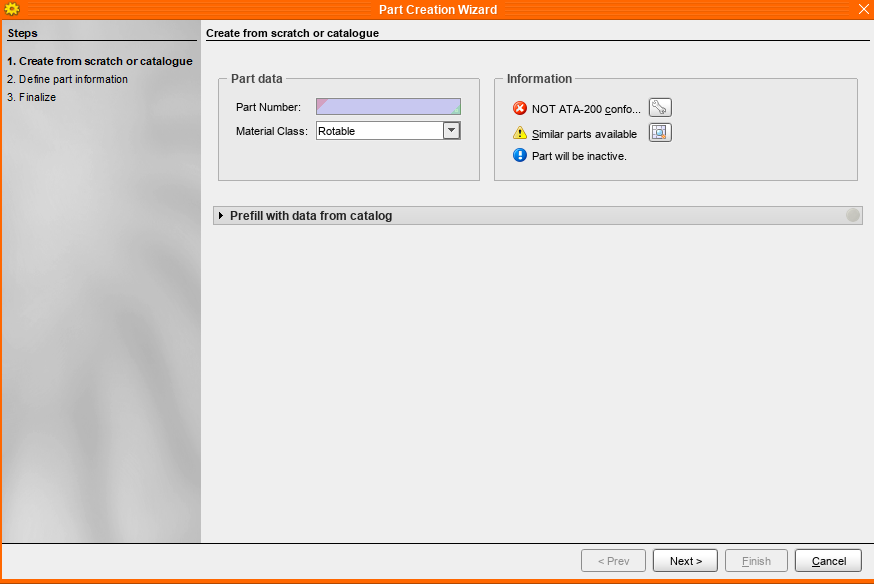 Part Creation Wizard
Steps
1. Create from scratch or catalogue
2. Define part information
3. Finalize
Create from scratch or catalogue
Part data
Part Number:
Material Class: Rotable
Information
NOT ATA-200 confo...
Similar parts available
Part will be inactive.
Prefill with data from catalog
< Prev Next > Finish Cancel